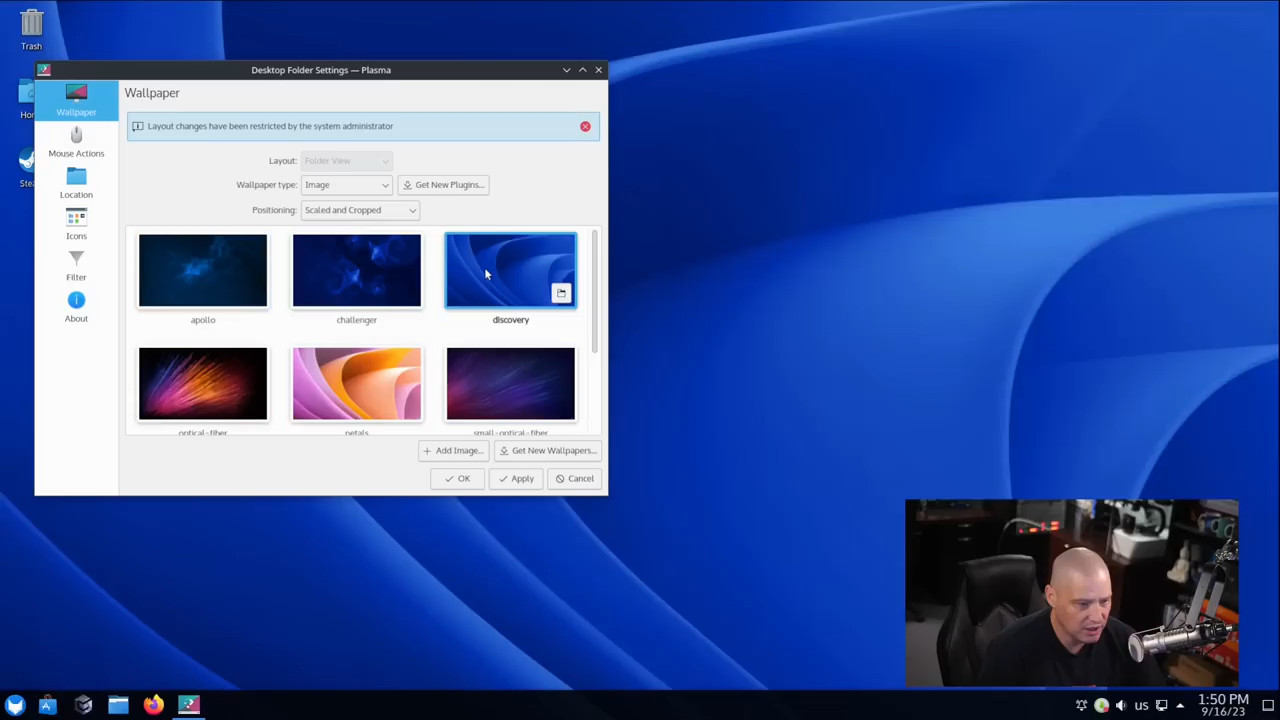 Trash
Desktop Folder Settings — Plasma
Wallpaper
Mouse Actions
Location
Icons
Filter
About
Wallpaper
Layout changes have been restricted by the system administrator
Layout: Folder View
Wallpaper type: Image Get New Plugins...
Positioning: Scaled and Cropped
apollo challenger discovery
optical-fiber petals small-optical-fiber
Add Image... Get New Wallpapers...
OK Apply Cancel
us
1:50 PM
9/16/23